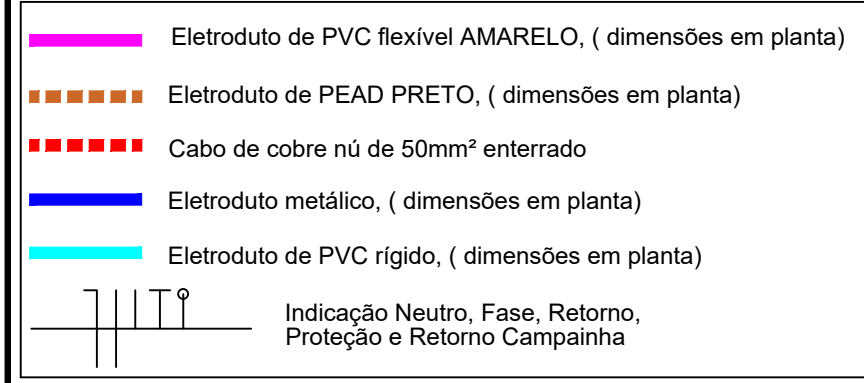 Eletroduto de PVC flexível AMARELO, ( dimensões em planta)
Eletroduto de PEAD PRETO, ( dimensões em planta)
Cabo de cobre nú de 50mm² enterrado
Eletroduto metálico, ( dimensões em planta)
Eletroduto de PVC rígido, ( dimensões em planta)
Indicação Neutro, Fase, Retorno,
Proteção e Retorno Campainha